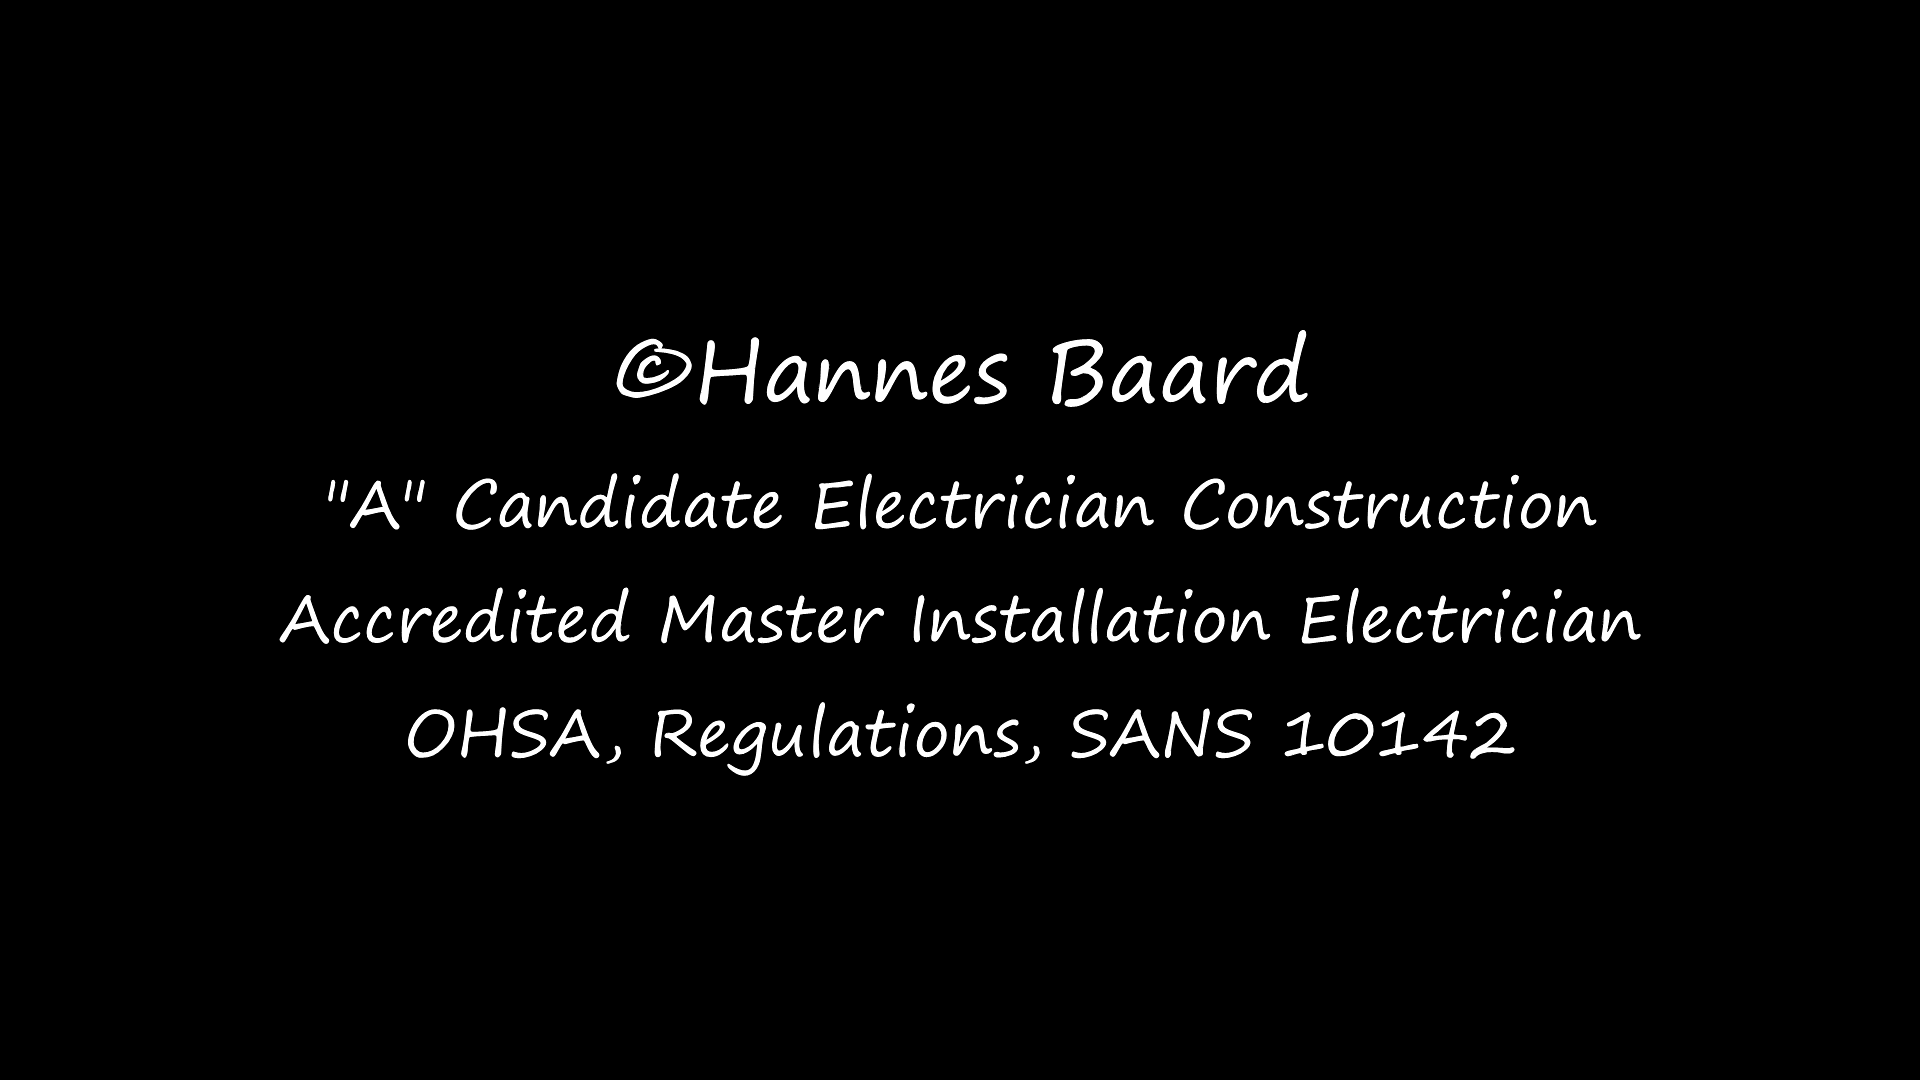 ©Hannes Baard
"A" Candidate Electrician Construction
Accredited Master Installation Electrician
OHSA, Regulations, SANS 10142